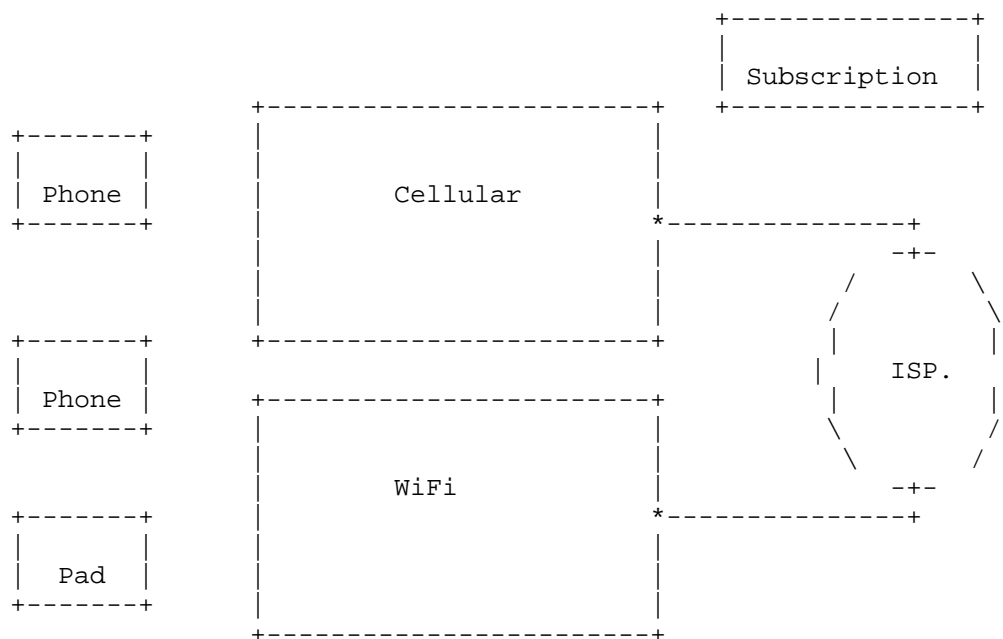 Subscription
Phone
Cellular
Phone
ISP.
WiFi
Pad